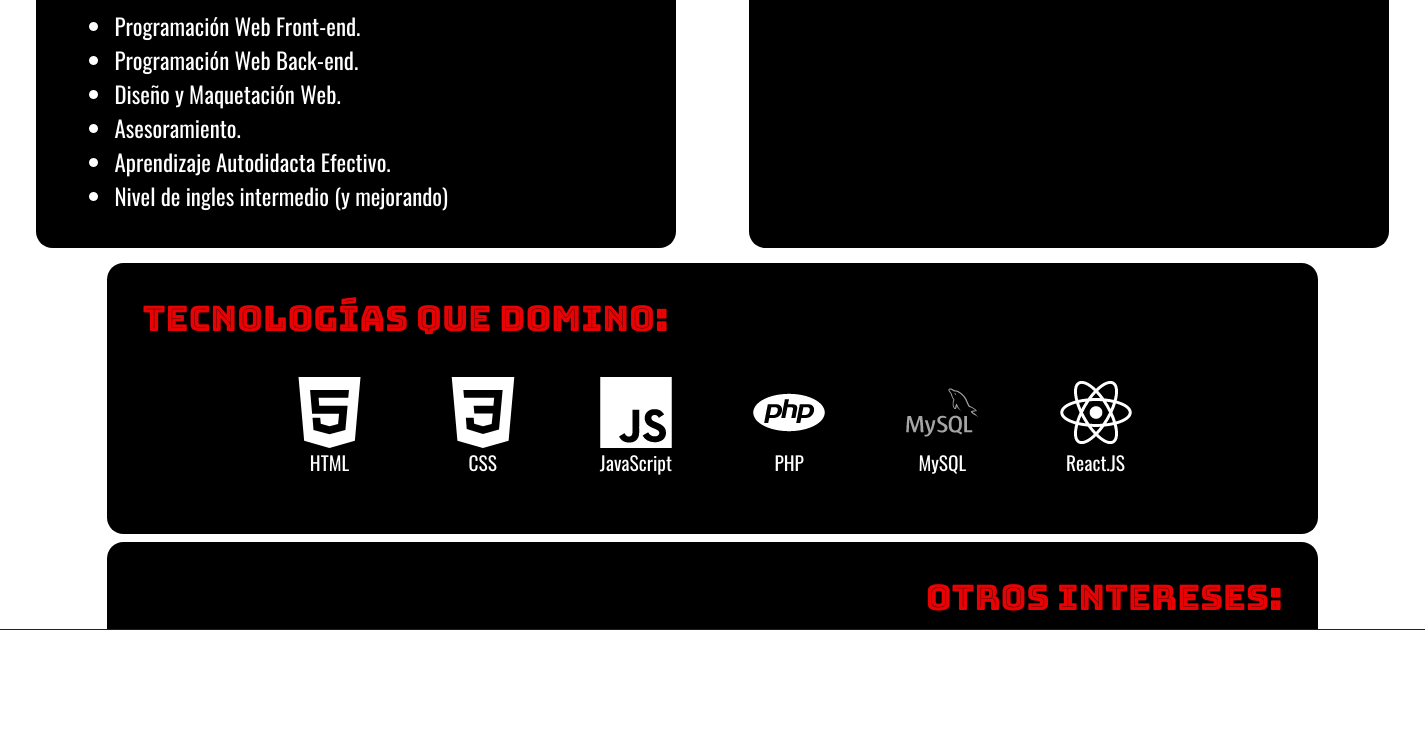 Programación Web Front-end.
Programación Web Back-end.
Diseño y Maquetación Web.
Asesoramiento.
Aprendizaje Autodidacta Efectivo.
Nivel de ingles intermedio (y mejorando)
TECNOLOGÍAS QUE DOMINO:
5 3 JS php MySQL
HTML CSS JavaScript PHP MySQL React.JS
OTROS INTERESES: